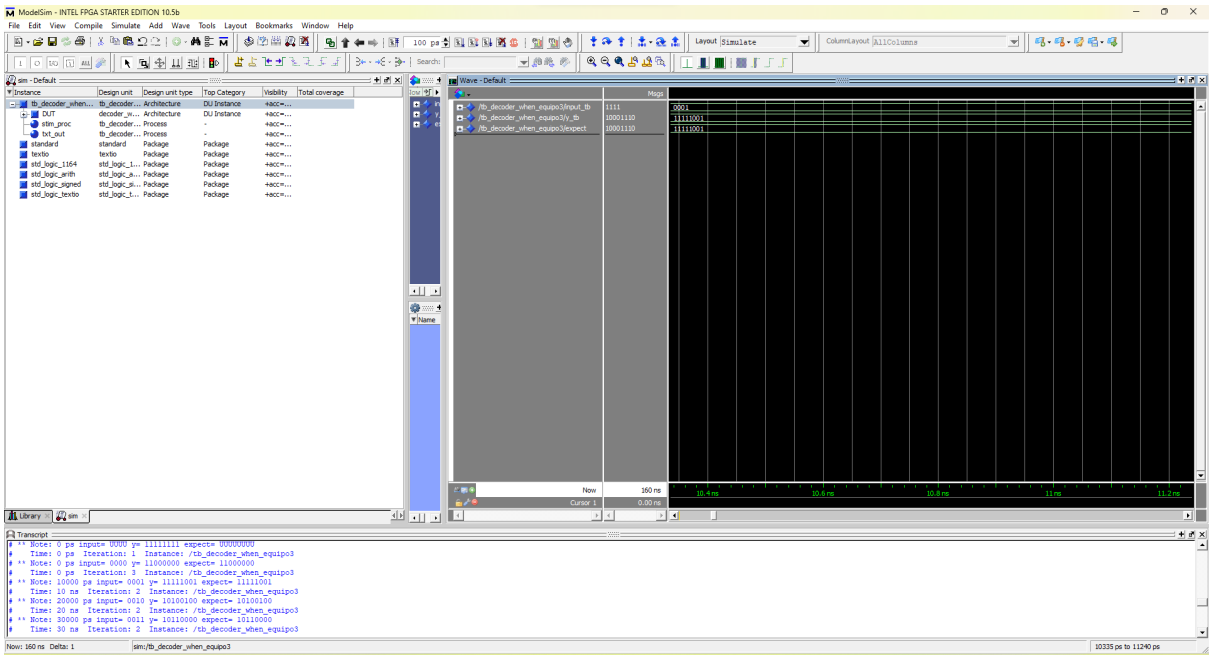 ModelSim - INTEL FPGA STARTER EDITION 10.5b
File Edit View Compile Simulate Add Wave Tools Layout Bookmarks Window Help
100 ps Layout Simulate ColumnLayout AllColumns
Search:
sim - Default Wave - Default
Instance Design unit Design unit type Top Category Visibility Total coverage Msgs
tb_decoder_when... tb_decoder... Architecture DU Instance +acc=... /tb_decoder_when_equipo3/input_tb 1111 0001
DUT decoder_w... Architecture DU Instance +acc=... /tb_decoder_when_equipo3/y_tb 10001110 11111001
stim_proc tb_decoder... Process - +acc=... /tb_decoder_when_equipo3/expect 10001110 11111001
txt_out tb_decoder... Process - +acc=...
standard standard Package Package +acc=...
textio textio Package Package +acc=...
std_logic_1164 std_logic_1... Package Package +acc=...
std_logic_arith std_logic_a... Package Package +acc=...
std_logic_signed std_logic_si... Package Package +acc=...
std_logic_textio std_logic_t... Package Package +acc=...
Name
Now 160 ns
Cursor 1 0.00 ns
10.4 ns 10.6 ns 10.8 ns 11 ns 11.2 ns
Library sim
Transcript
# ** Note: 0 ps input= UUUU y= 11111111 expect= UUUUUUUU
# Time: 0 ps Iteration: 1 Instance: /tb_decoder_when_equipo3
# ** Note: 0 ps input= 0000 y= 11000000 expect= 11000000
# Time: 0 ps Iteration: 3 Instance: /tb_decoder_when_equipo3
# ** Note: 10000 ps input= 0001 y= 11111001 expect= 11111001
# Time: 10 ns Iteration: 2 Instance: /tb_decoder_when_equipo3
# ** Note: 20000 ps input= 0010 y= 10100100 expect= 10100100
# Time: 20 ns Iteration: 2 Instance: /tb_decoder_when_equipo3
# ** Note: 30000 ps input= 0011 y= 10110000 expect= 10110000
# Time: 30 ns Iteration: 2 Instance: /tb_decoder_when_equipo3
Now: 160 ns Delta: 1 sim:/tb_decoder_when_equipo3 10335 ps to 11240 ps